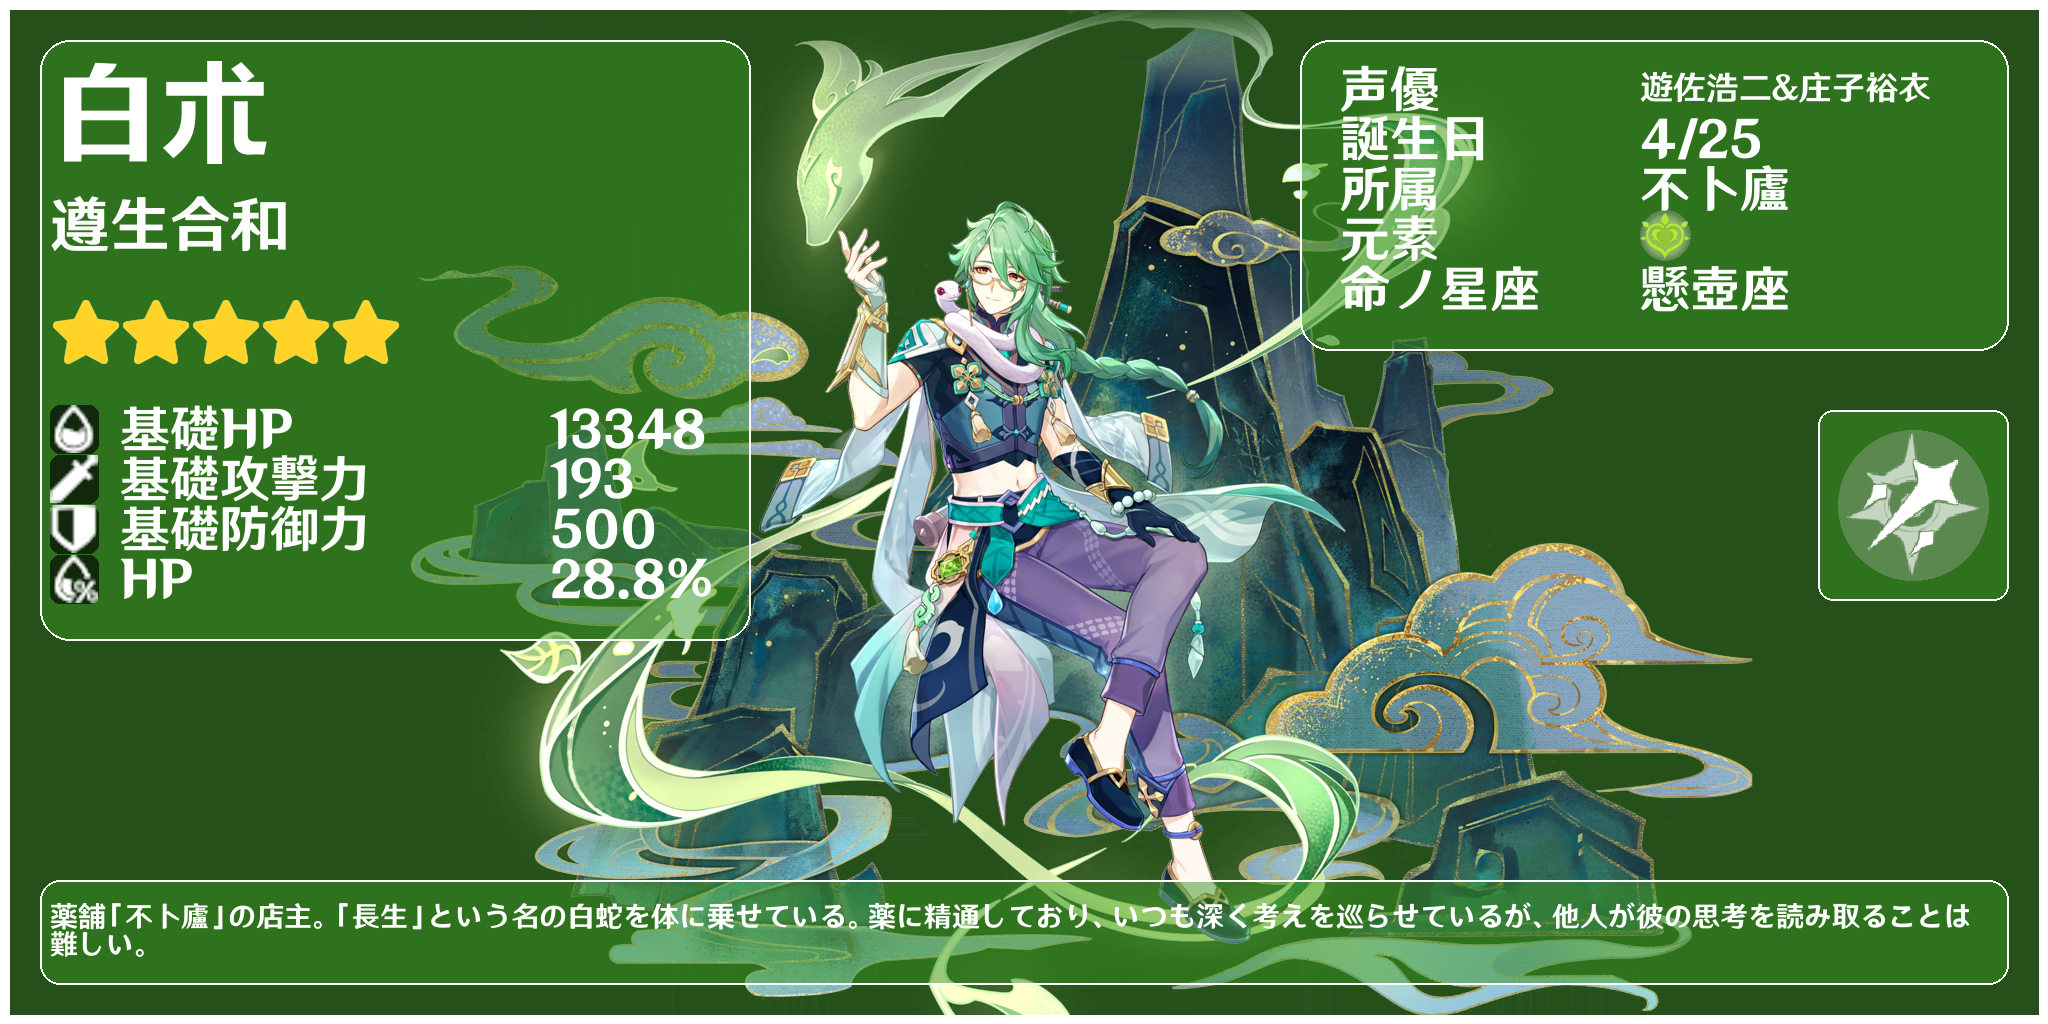 白朮
遵生合和
基礎HP 13348
基礎攻撃力 193
基礎防御力 500
HP 28.8%
声優 遊佐浩二&庄子裕衣
誕生日 4/25
所属 不卜廬
元素
命ノ星座 懸壺座
薬舗「不卜廬」の店主。「長生」という名の白蛇を体に乗せている。薬に精通しており、いつも深く考えを巡らせているが、他人が彼の思考を読み取ることは
難しい。